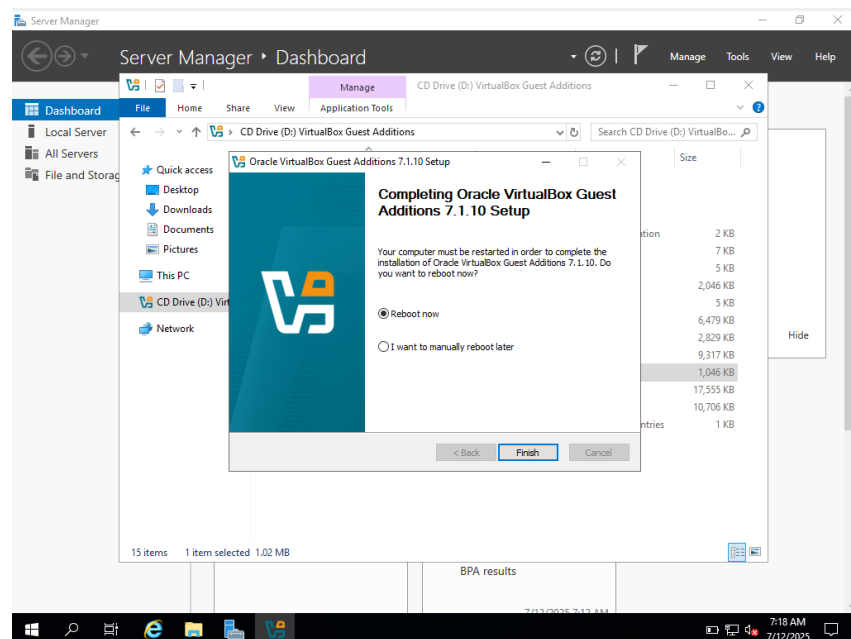 Server Manager
Server Manager • Dashboard
Manage Tools View Help
Manage
CD Drive (D:) VirtualBox Guest Additions
File Home Share View Application Tools
CD Drive (D:) VirtualBox Guest Additions
Search CD Drive (D:) VirtualBo...
Dashboard
Local Server
All Servers
File and Storag
Quick access
Desktop
Downloads
Documents
Pictures
This PC
CD Drive (D:) Virt
Network
Size
Oracle VirtualBox Guest Additions 7.1.10 Setup
Completing Oracle VirtualBox Guest
Additions 7.1.10 Setup
Your computer must be restarted in order to complete the
installation of Oracle VirtualBox Guest Additions 7.1.10. Do
you want to reboot now?
Reboot now
I want to manually reboot later
< Back Finish Cancel
ation 2 KB
7 KB
5 KB
2,046 KB
5 KB
6,479 KB
2,829 KB
9,317 KB
1,046 KB
17,555 KB
10,706 KB
ntries 1 KB
Hide
15 items 1 item selected 1.02 MB
BPA results
7/12/2025 7:12 AM
7:18 AM
7/12/2025